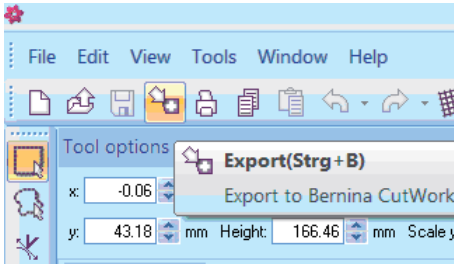 File Edit View Tools Window Help
Tool options
Export(Strg+B)
x: -0.06
Export to Bernina CutWork
y: 43.18 mm Height: 166.46 mm Scale y